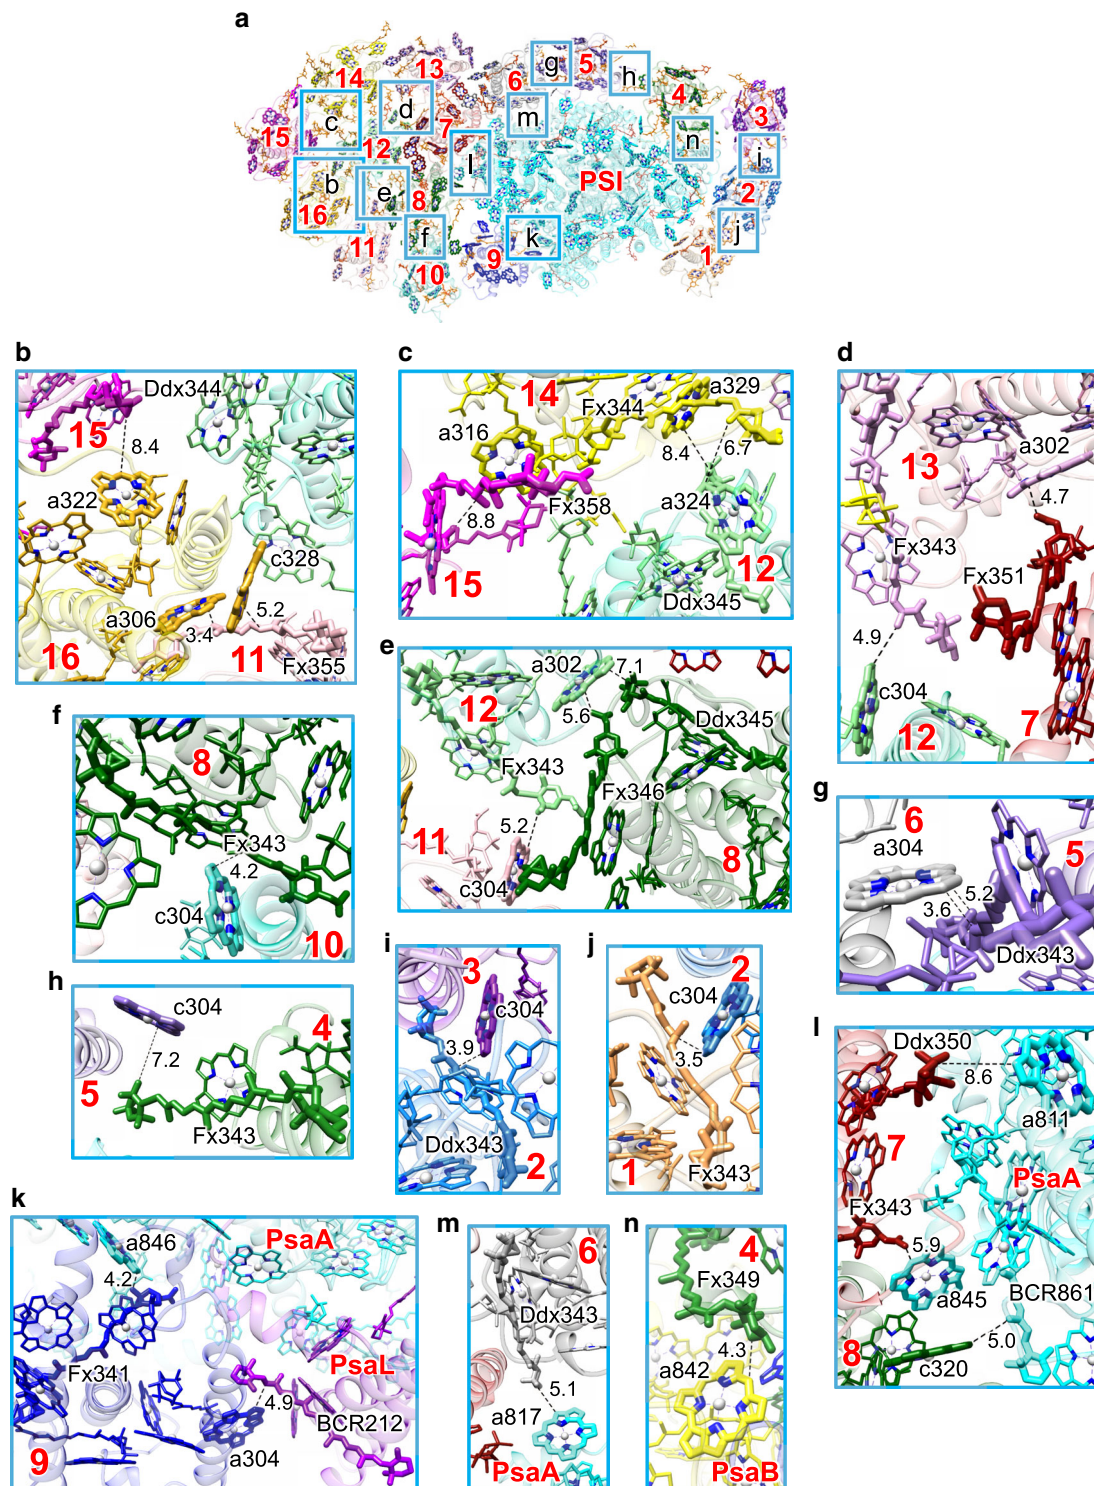 a
14
13
6
g
5
h
4
3
c
d
7
m
15
12
l
n
i
b
e
8
PSI
2
16
11
f
10
9
k
j
1
b
Ddx344
15
8.4
a322
c328
a306
5.2
3.4
11
16
Fx355
c
14
a329
Fx344
a316
8.4
6.7
a324
Fx358
8.8
12
15
Ddx345
d
a302
13
4.7
Fx343
Fx351
4.9
c304
12
7
e
a302
7.1
12
5.6
Ddx345
Fx343
Fx346
5.2
11
8
c304
f
8
Fx343
4.2
c304
10
g
6
a304
5
5.2
3.6
Ddx343
h
c304
4
7.2
5
Fx343
i
3
c304
3.9
Ddx343
2
j
2
c304
3.5
1
Fx343
k
a846
PsaA
4.2
Fx341
PsaL
4.9
BCR212
9
a304
l
Ddx350
8.6
a811
7
PsaA
Fx343
5.9
a845
BCR861
8
5.0
c320
m
6
Ddx343
5.1
a817
PsaA
n
4
Fx349
4.3
a842
PsaB